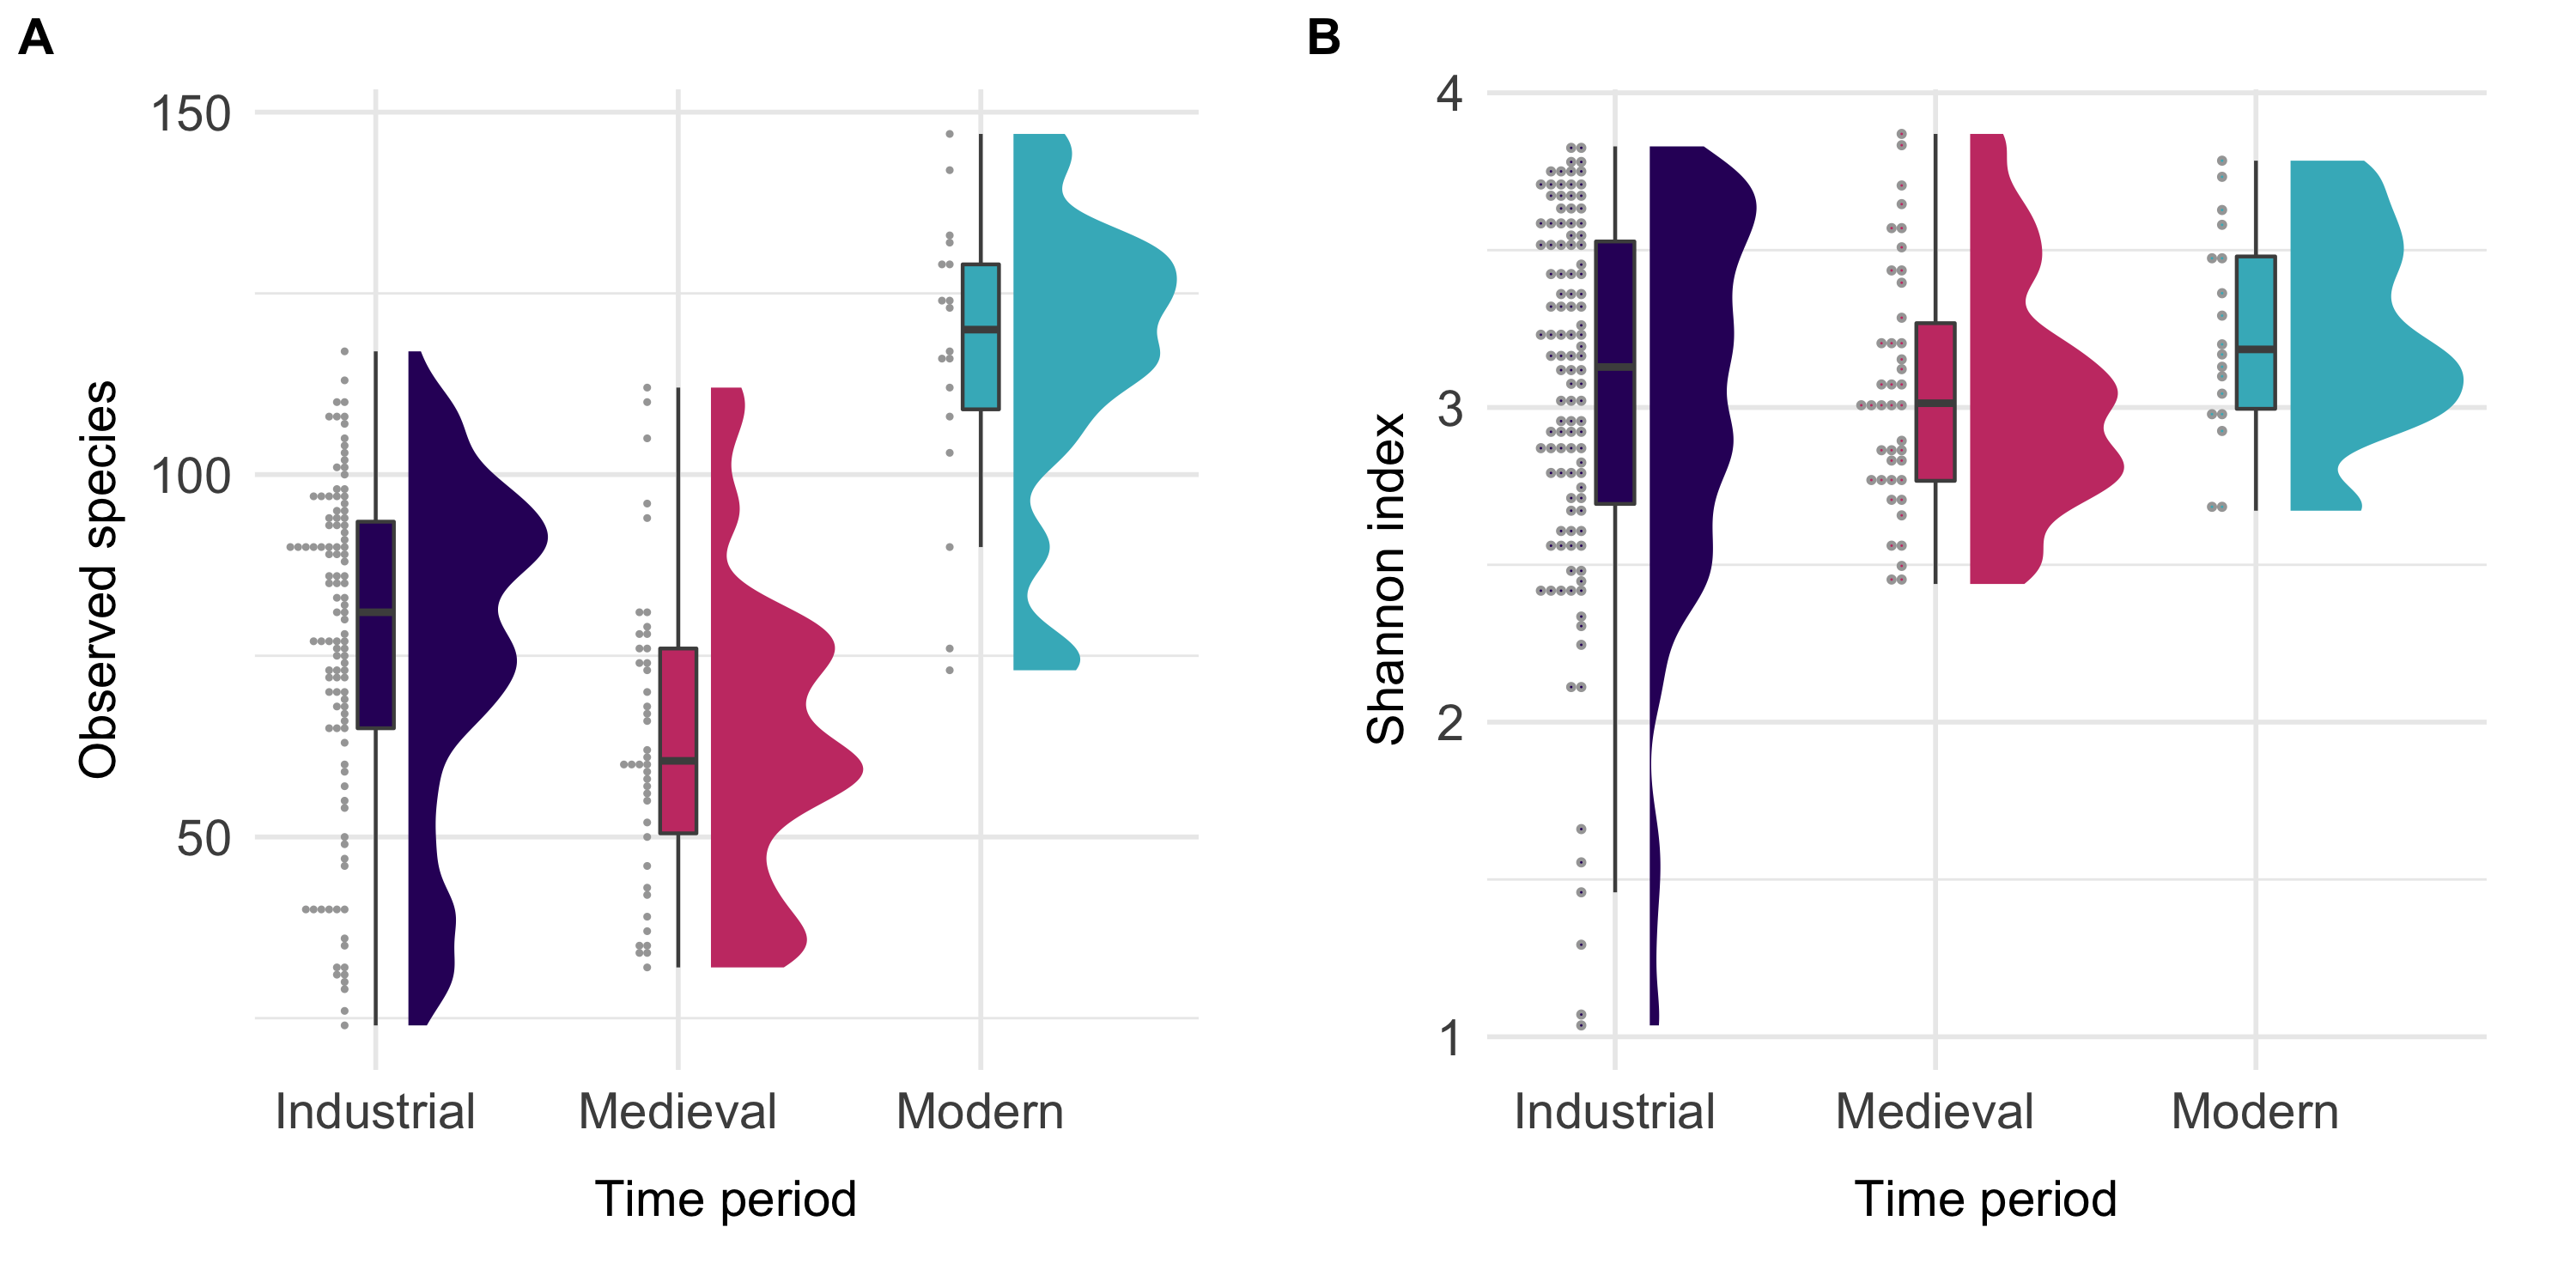 A
Observed species
150
100
50
Industrial
Medieval
Modern
Time period
B
Shannon index
4
3
2
1
Industrial
Medieval
Modern
Time period